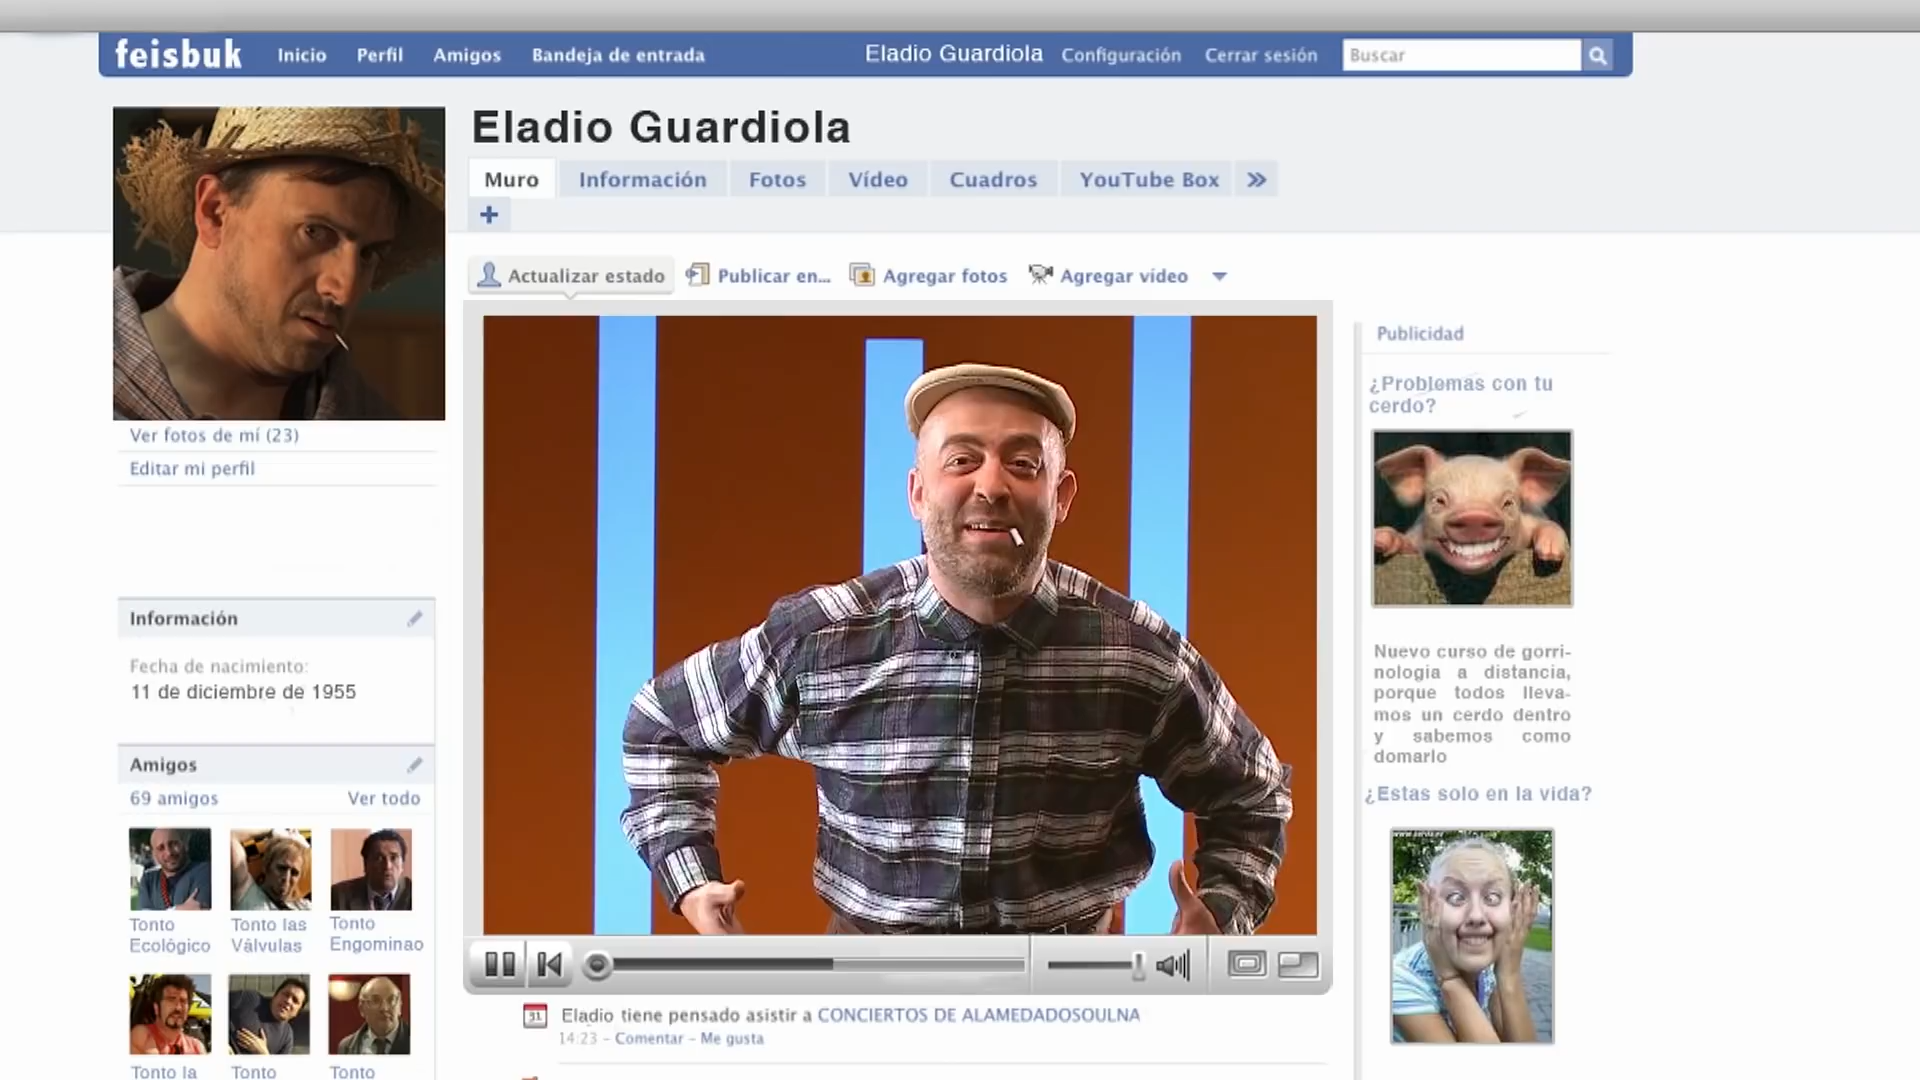 feisbuk Inicio Perfil Amigos Bandeja de entrada Eladio Guardiola Configuración Cerrar sesión Buscar
Eladio Guardiola
Muro Información Fotos Vídeo Cuadros YouTube Box »
+
Actualizar estado Publicar en... Agregar fotos Agregar vídeo
Ver fotos de mí (23)
Editar mi perfil
Información
Fecha de nacimiento:
11 de diciembre de 1955
Amigos
69 amigos Ver todo
Tonto
Ecológico
Tonto las
Válvulas
Tonto
Engominao
Tonto la
Tonto
Tonto
31 Eladio tiene pensado asistir a CONCIERTOS DE ALAMEDADOSOULNA
14:23 - Comentar - Me gusta
Publicidad
¿Problemas con tu
cerdo?
Nuevo curso de gorri-
nologia a distancia,
porque todos lleva-
mos un cerdo dentro
y sabemos como
domarlo
¿Estas solo en la vida?